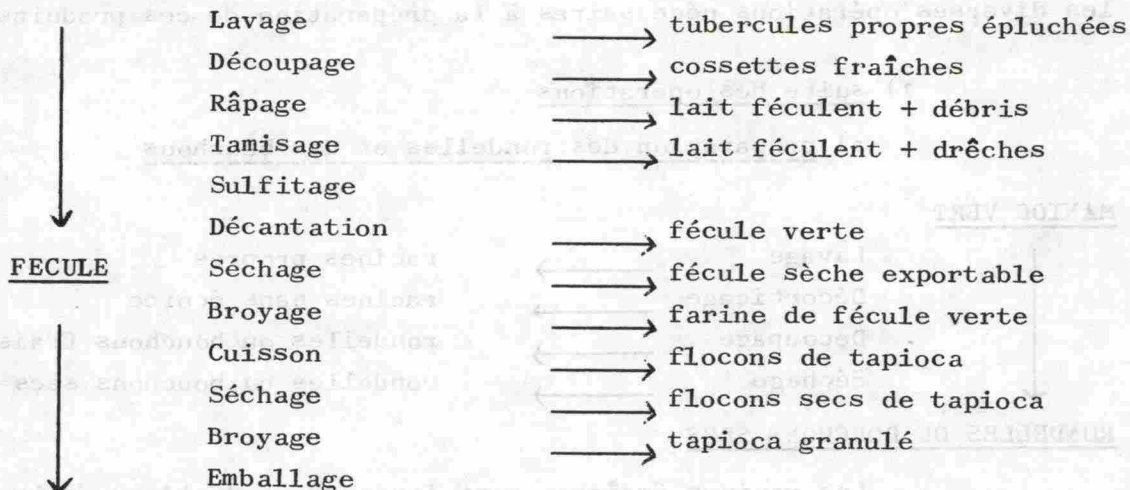 Lavage → tubercules propres épluchées
Découpage → cossettes fraîches
Râpage → lait féculent + débris
Tamisage → lait féculent + drêches
Sulfitage
Décantation → fécule verte
FECULE Séchage → fécule sèche exportable
Broyage → farine de fécule verte
Cuisson → flocons de tapioca
Séchage → flocons secs de tapioca
Broyage → tapioca granulé
Emballage